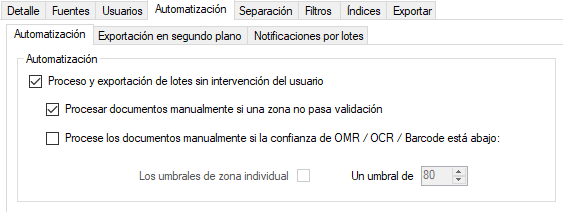 Detalle Fuentes Usuarios Automatización Separación Filtros Índices Exportar
Automatización Exportación en segundo plano Notificaciones por lotes
Automatización
Proceso y exportación de lotes sin intervención del usuario
Procesar documentos manualmente si una zona no pasa validación
Procese los documentos manualmente si la confianza de OMR / OCR / Barcode está abajo:
Los umbrales de zona individual Un umbral de 80